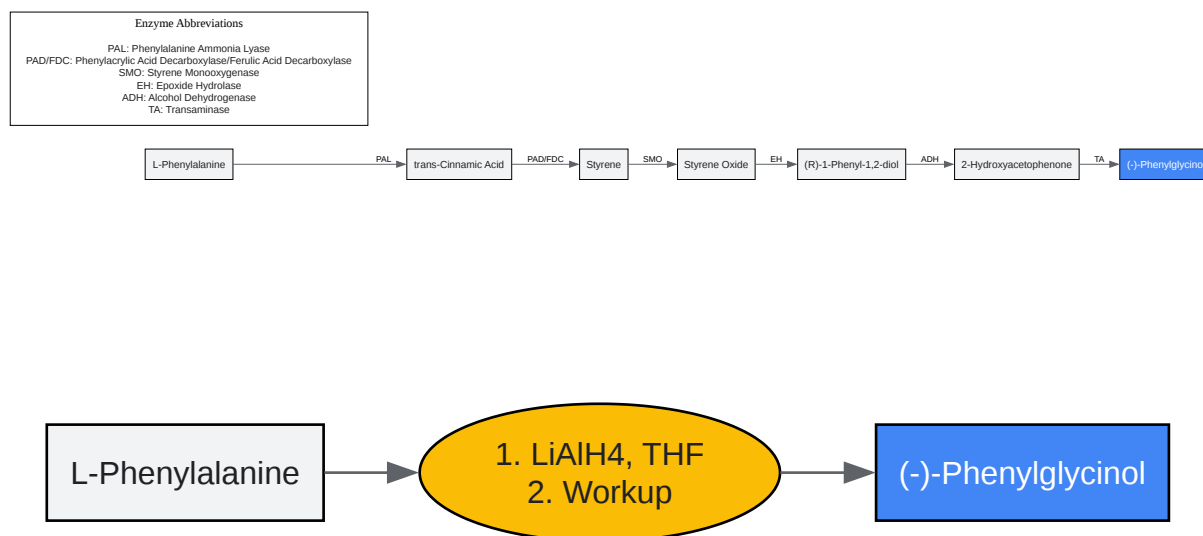 Enzyme Abbreviations
PAL: Phenylalanine Ammonia Lyase
PAD/FDC: Phenylacrylic Acid Decarboxylase/Ferulic Acid Decarboxylase
SMO: Styrene Monooxygenase
EH: Epoxide Hydrolase
ADH: Alcohol Dehydrogenase
TA: Transaminase
L-Phenylalanine
PAL
trans-Cinnamic Acid
PAD/FDC
Styrene
SMO
Styrene Oxide
EH
(R)-1-Phenyl-1,2-diol
ADH
2-Hydroxyacetophenone
TA
(-)-Phenylglycinol
L-Phenylalanine
1. LiAlH4, THF
2. Workup
(-)-Phenylglycinol